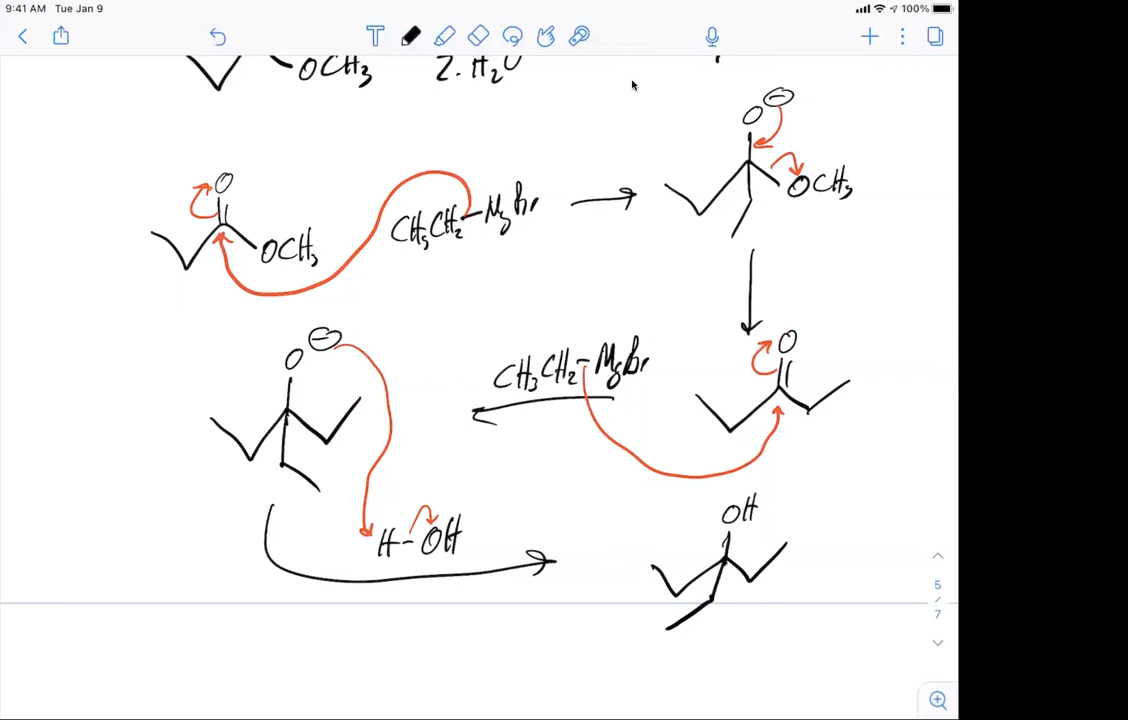 9:41 AM Tue Jan 9
100%
OCH3 2. H2O
O ⊖
O
OCH3 CH3CH2-MgBr OCH3
O ⊖
O
CH3CH2-MgBr
H-OH
OH
5
/
7